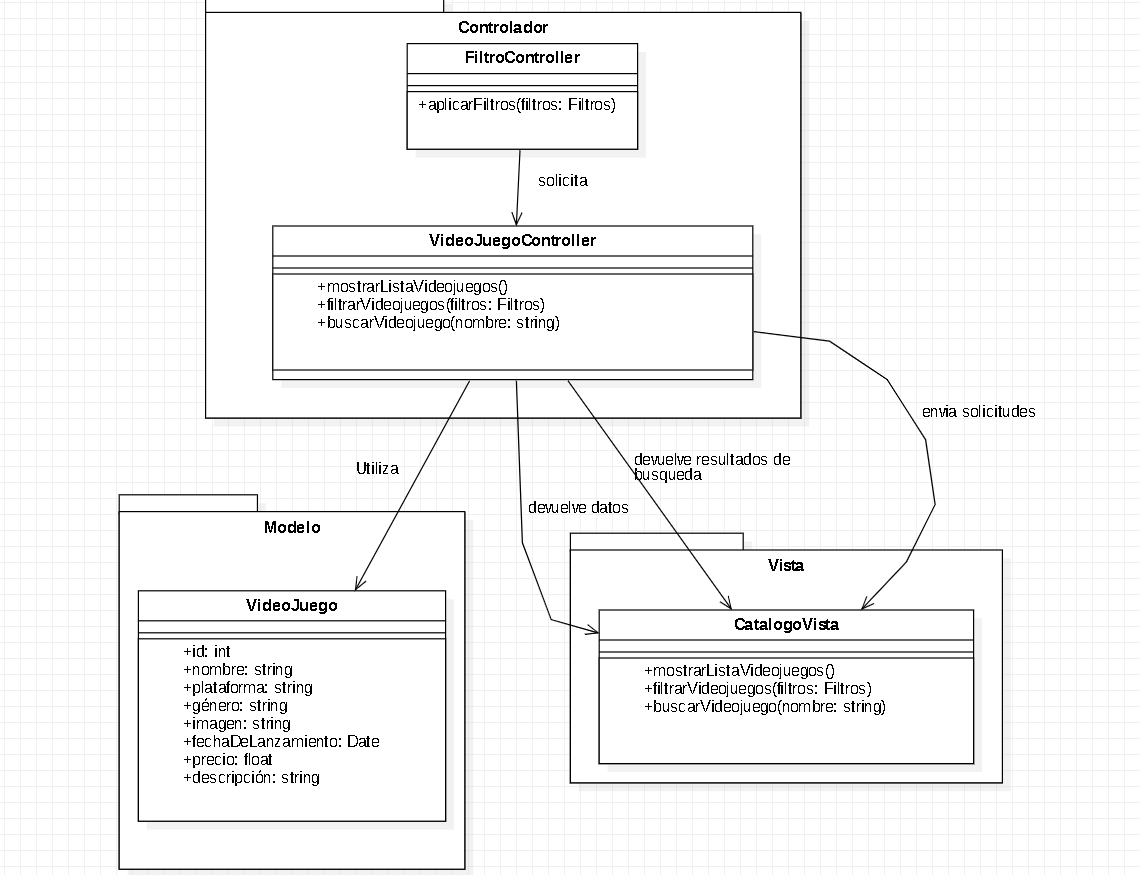 Controlador
FiltroController
+aplicarFiltros(filtros: Filtros)
solicita
VideoJuegoController
+mostrarListaVideojuegos()
+filtrarVideojuegos(filtros: Filtros)
+buscarVideojuego(nombre: string)
envia solicitudes
Utiliza
devuelve resultados de
busqueda
devuelve datos
Modelo
VideoJuego
+id: int
+nombre: string
+plataforma: string
+género: string
+imagen: string
+fechaDeLanzamiento: Date
+precio: float
+descripción: string
Vista
CatalogoVista
+mostrarListaVideojuegos()
+filtrarVideojuegos(filtros: Filtros)
+buscarVideojuego(nombre: string)